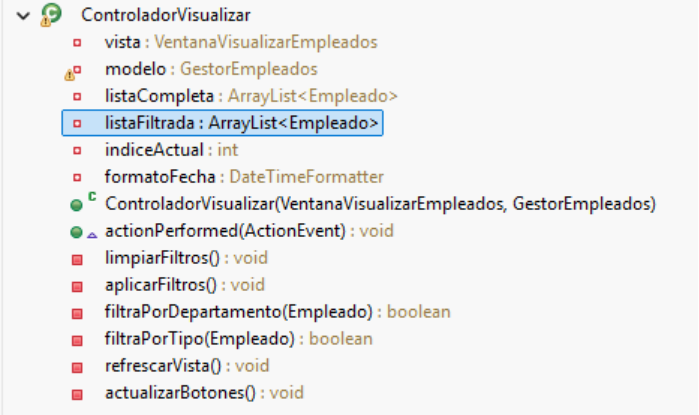 ControladorVisualizar
vista : VentanaVisualizarEmpleados
modelo : GestorEmpleados
listaCompleta : ArrayList<Empleado>
listaFiltrada : ArrayList<Empleado>
indiceActual : int
formatoFecha : DateTimeFormatter
ControladorVisualizar(VentanaVisualizarEmpleados, GestorEmpleados)
actionPerformed(ActionEvent) : void
limpiarFiltros() : void
aplicarFiltros() : void
filtraPorDepartamento(Empleado) : boolean
filtraPorTipo(Empleado) : boolean
refrescarVista() : void
actualizarBotones() : void